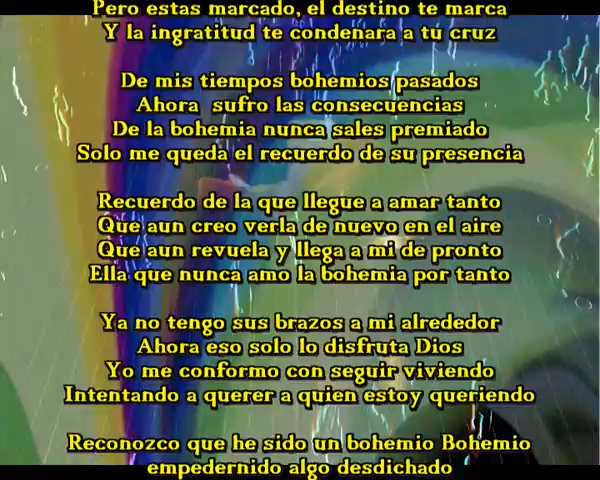 Pero estas marcado, el destino te marca
Y la ingratitud te condenara a tu cruz
De mis tiempos bohemios pasados
Ahora sufro las consecuencias
De la bohemia nunca sales premiado
Solo me queda el recuerdo de su presencia
Recuerdo de la que llegue a amar tanto
Que aun creo verla de nuevo en el aire
Que aun revuela y llega a mi de pronto
Ella que nunca amo la bohemia por tanto
Ya no tengo sus brazos a mi alrededor
Ahora eso solo lo disfruta Dios
Yo me conformo con seguir viviendo
Intentando a querer a quien estoy queriendo
Reconozco que he sido un bohemio Bohemio
empedernido algo desdichado